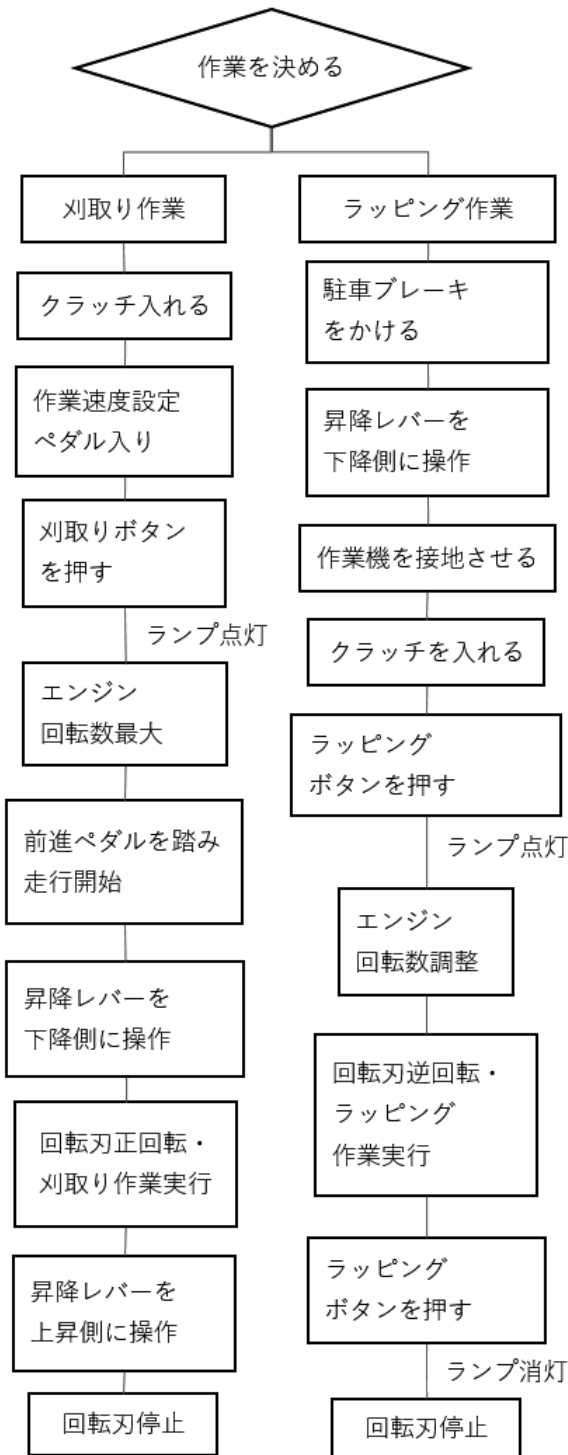 作業を決める
刈取り作業
クラッチ入れる
作業速度設定
ペダル入り
刈取りボタン
を押す
ランプ点灯
エンジン
回転数最大
前進ペダルを踏み
走行開始
昇降レバーを
下降側に操作
回転刃正回転・
刈取り作業実行
昇降レバーを
上昇側に操作
回転刃停止
ラッピング作業
駐車ブレーキ
をかける
昇降レバーを
下降側に操作
作業機を接地させる
クラッチを入れる
ラッピング
ボタンを押す
ランプ点灯
エンジン
回転数調整
回転刃逆回転・
ラッピング
作業実行
ラッピング
ボタンを押す
ランプ消灯
回転刃停止